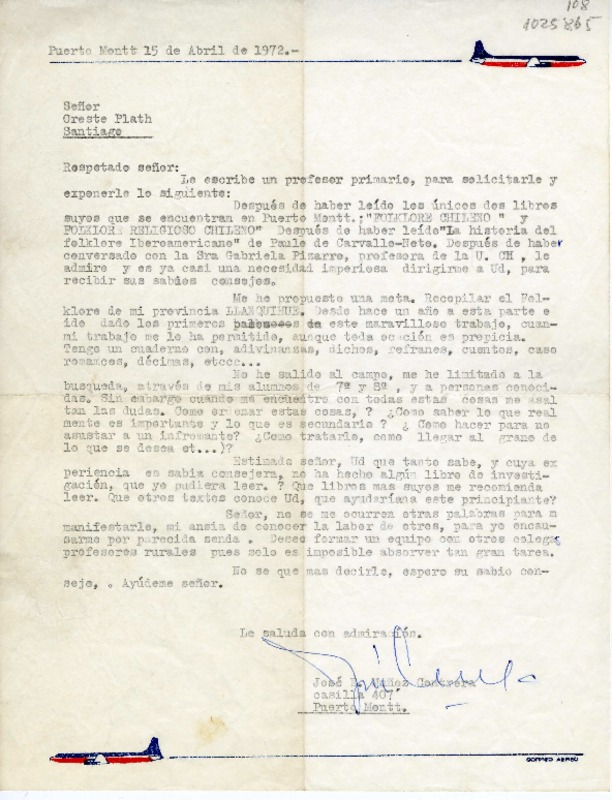 108
1025865
Puerto Montt 15 de Abril de 1972.-
Señor
Oreste Plath
Santiago
Respetado señor:
Le escribe un profesor primario, para solicitarle y
exponerle lo siguiente:
Después de haber leído los únicos dos libros
suyos que se encuentran en Puerto Montt.;"FOLKLORE CHILENO " y
FOLKLORE RELIGIOSO CHILENO" Después de haber leído"La historia del
folklore Iberoamericano" de Paulo de Carvallo-Neto. Después de haber
conversado con la Sra Gabriela Pizarro, profesora de la U. CH , le
admiro y es ya casi una necesidad imperiosa dirigirme a Ud, para
recibir sus sabios consejos.
Me he propuesto una meta. Recopilar el Fol-
klore de mi provincia LLANQUIHUE. Desde hace un año a esta parte e
ido dado los primeros en este maravilloso trabajo, cuan-
mi trabajo me lo ha permitido, aunque toda ocación es propicia.
Tengo un cuaderno con, adivinanzas, dichos, refranes, cuentos, caso
romances, décimas, etccc...
No he salido al campo, me he limitado a la
busqueda, através de mis alumnos de 7º y 8º , y a personas conoci-
das. Sin embargo cuando me encuentro con todas estas cosas me asal
tan las dudas. Como ordenar estas cosas, ? ¿Como saber lo que real
mente es importante y lo que es secundario ? ¿ Como hacer para no
asustar a un informante? ¿Como tratarlo, como llegar al grano de
lo que se desea et...)?
Estimado señor, Ud que tanto sabe, y cuya ex
periencia es sabia consejera, no ha hecho algún libro de investi-
gación, que yo pudiera leer. ? Que libros mas suyos me recomienda
leer. Que otros textos conoce Ud, que ayudaríana este principiante?
Señor, no se me ocurren otras palabras para m
manifestarle, mi ansia de conocer la labor de otros, para yo encau-
sarme por parecida senda . Deseo formar un equipo con otros colegas
profesores rurales pues solo es imposible absorver tan gran tarea.
No se que mas decirle, espero su sabio con-
sejo, . Ayúdeme señor.
Le saluda con admiración.
José Núñez Contrera
casilla 407
Puerto Montt.
CORREO AEREO